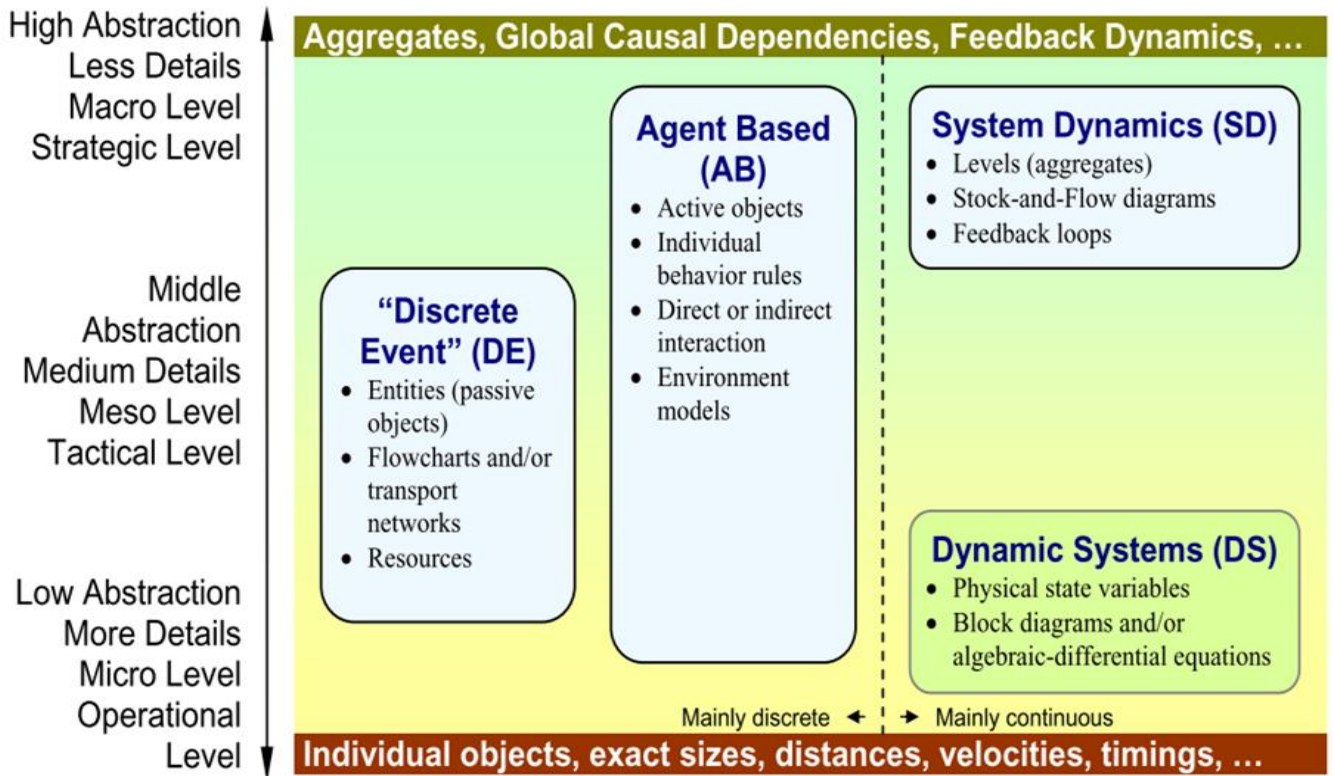 High Abstraction
Less Details
Macro Level
Strategic Level
Middle
Abstraction
Medium Details
Meso Level
Tactical Level
Low Abstraction
More Details
Micro Level
Operational
Level
Aggregates, Global Causal Dependencies, Feedback Dynamics, …
“Discrete
Event” (DE)
• Entities (passive
objects)
• Flowcharts and/or
transport
networks
• Resources
Agent Based
(AB)
• Active objects
• Individual
behavior rules
• Direct or indirect
interaction
• Environment
models
System Dynamics (SD)
• Levels (aggregates)
• Stock-and-Flow diagrams
• Feedback loops
Dynamic Systems (DS)
• Physical state variables
• Block diagrams and/or
algebraic-differential equations
Mainly discrete
Mainly continuous
Individual objects, exact sizes, distances, velocities, timings, …